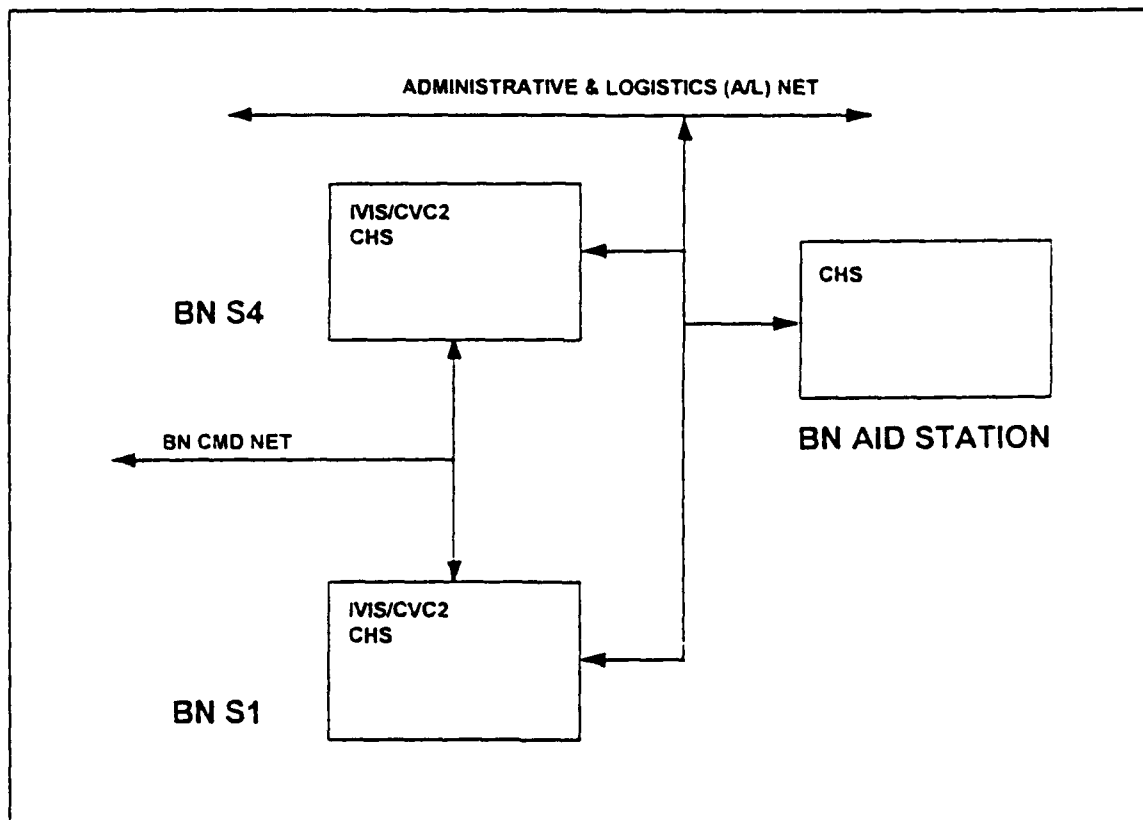 ADMINISTRATIVE & LOGISTICS (A/L) NET
IVIS/CVC2
CHS
BN S4
CHS
BN AID STATION
BN CMD NET
IVIS/CVC2
CHS
BN S1